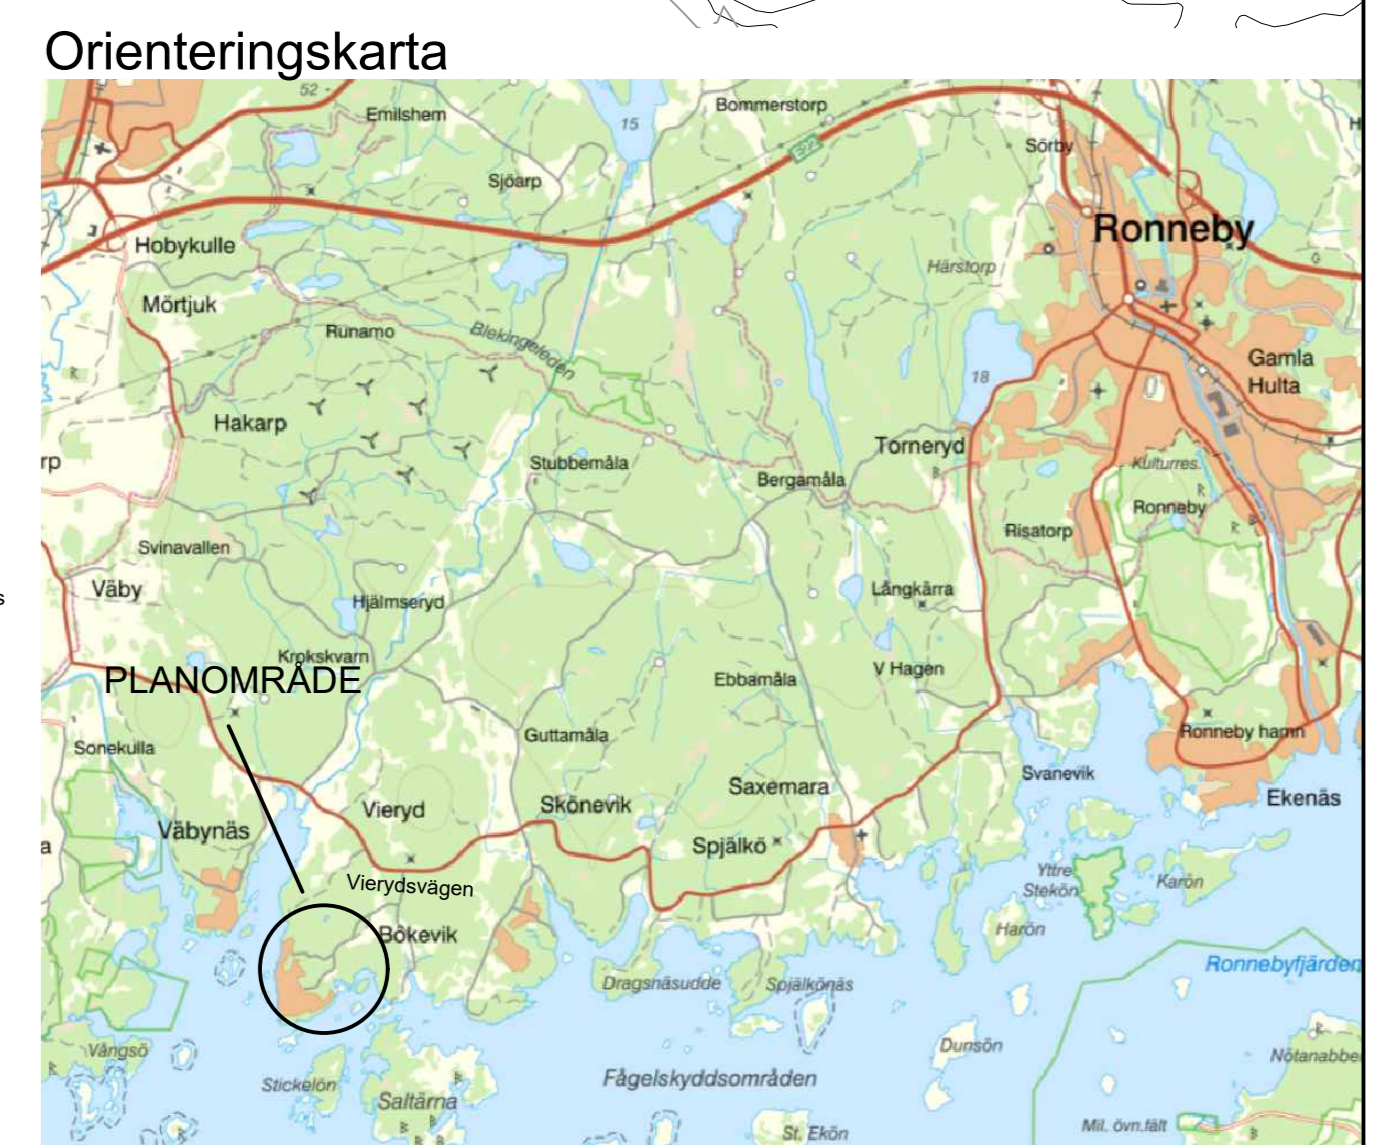 Orienteringskarta
52
Emilshem
15
Bommerstorp
E22
Sörby
Sjöarp
Ronneby
Hobykulle
Härstorp
Mörtjuk
Runamo
Blekingeleden
Gamla
Hulta
18
Hakarp
rp
Stubbemåla
Torneryd
Bergamåla
Kulturres.
Ronneby
Risatorp
Svinavallen
Väby
Hjälmseryd
Långkärra
s
Krokskvarn
PLANOMRÅDE
Ebbamåla
V Hagen
Sonekulla
Guttamåla
Ronneby hamn
Svanevik
Saxemara
Ekenäs
Vieryd
Skönevik
Väbynäs
a
Spjälkö
Vierydsvägen
Yttre
Stekön
Karön
Bökevik
Harön
Ronnebyfjärden
Dragsnäsudde
Spjälkönäs
Vångsö
Dunsön
Nötanabbe
Stickelön
Fågelskyddsområden
Saltärna
St. Ekön
Mil. övn.fält